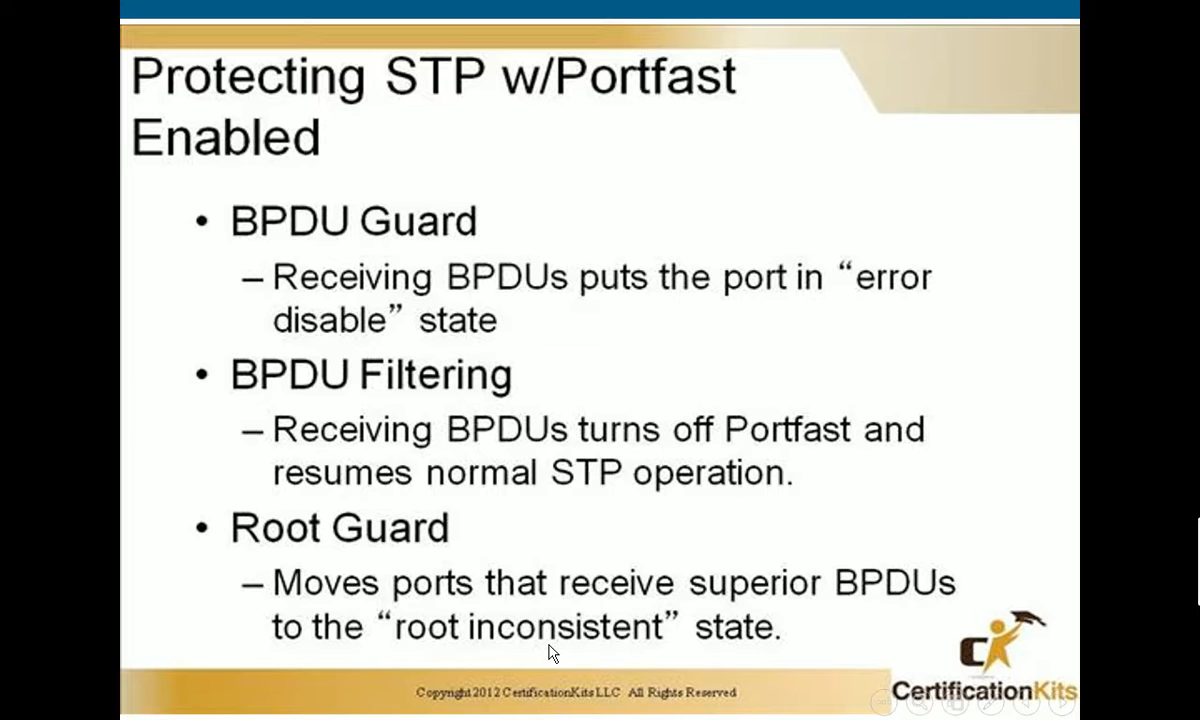 Protecting STP w/Portfast
Enabled
• BPDU Guard
– Receiving BPDUs puts the port in “error
disable” state
• BPDU Filtering
– Receiving BPDUs turns off Portfast and
resumes normal STP operation.
• Root Guard
– Moves ports that receive superior BPDUs
to the “root inconsistent” state.
Copyright 2012 CertificationKits LLC All Rights Reserved
CertificationKits